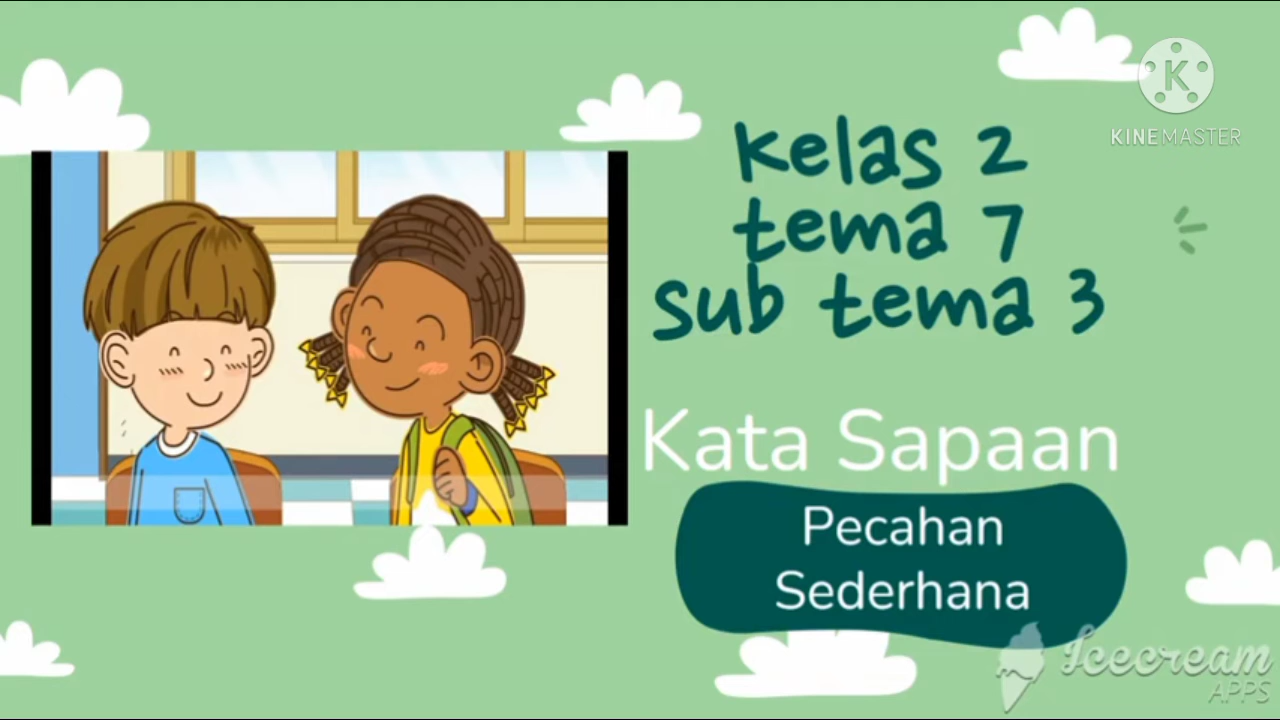 kelas 2
tema 7
sub tema 3
Kata Sapaan
Pecahan
Sederhana
K
KINEMASTER
Icecream
APPS